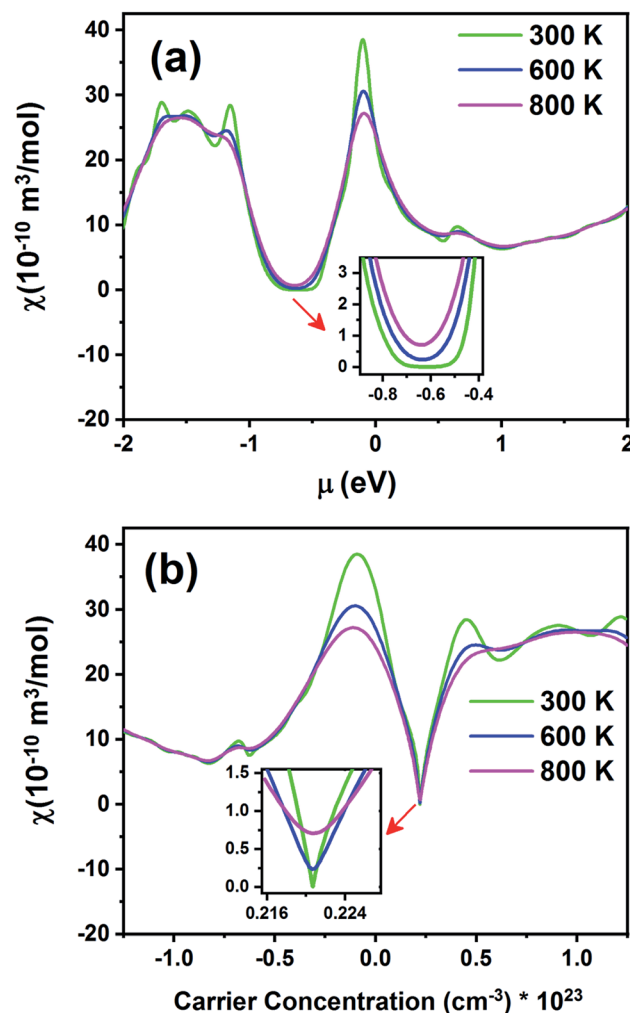 (a)
300 K
600 K
800 K
40
30
20
10
0
-10
-20
χ(10⁻¹⁰ m³/mol)
3
2
1
0
-0.8 -0.6 -0.4
-2 -1 0 1 2
μ (eV)
(b)
40
30
20
10
0
-10
-20
χ(10⁻¹⁰ m³/mol)
300 K
600 K
800 K
1.5
1.0
0.5
0.0
0.216 0.224
-1.0 -0.5 0.0 0.5 1.0
Carrier Concentration (cm⁻³) * 10²³